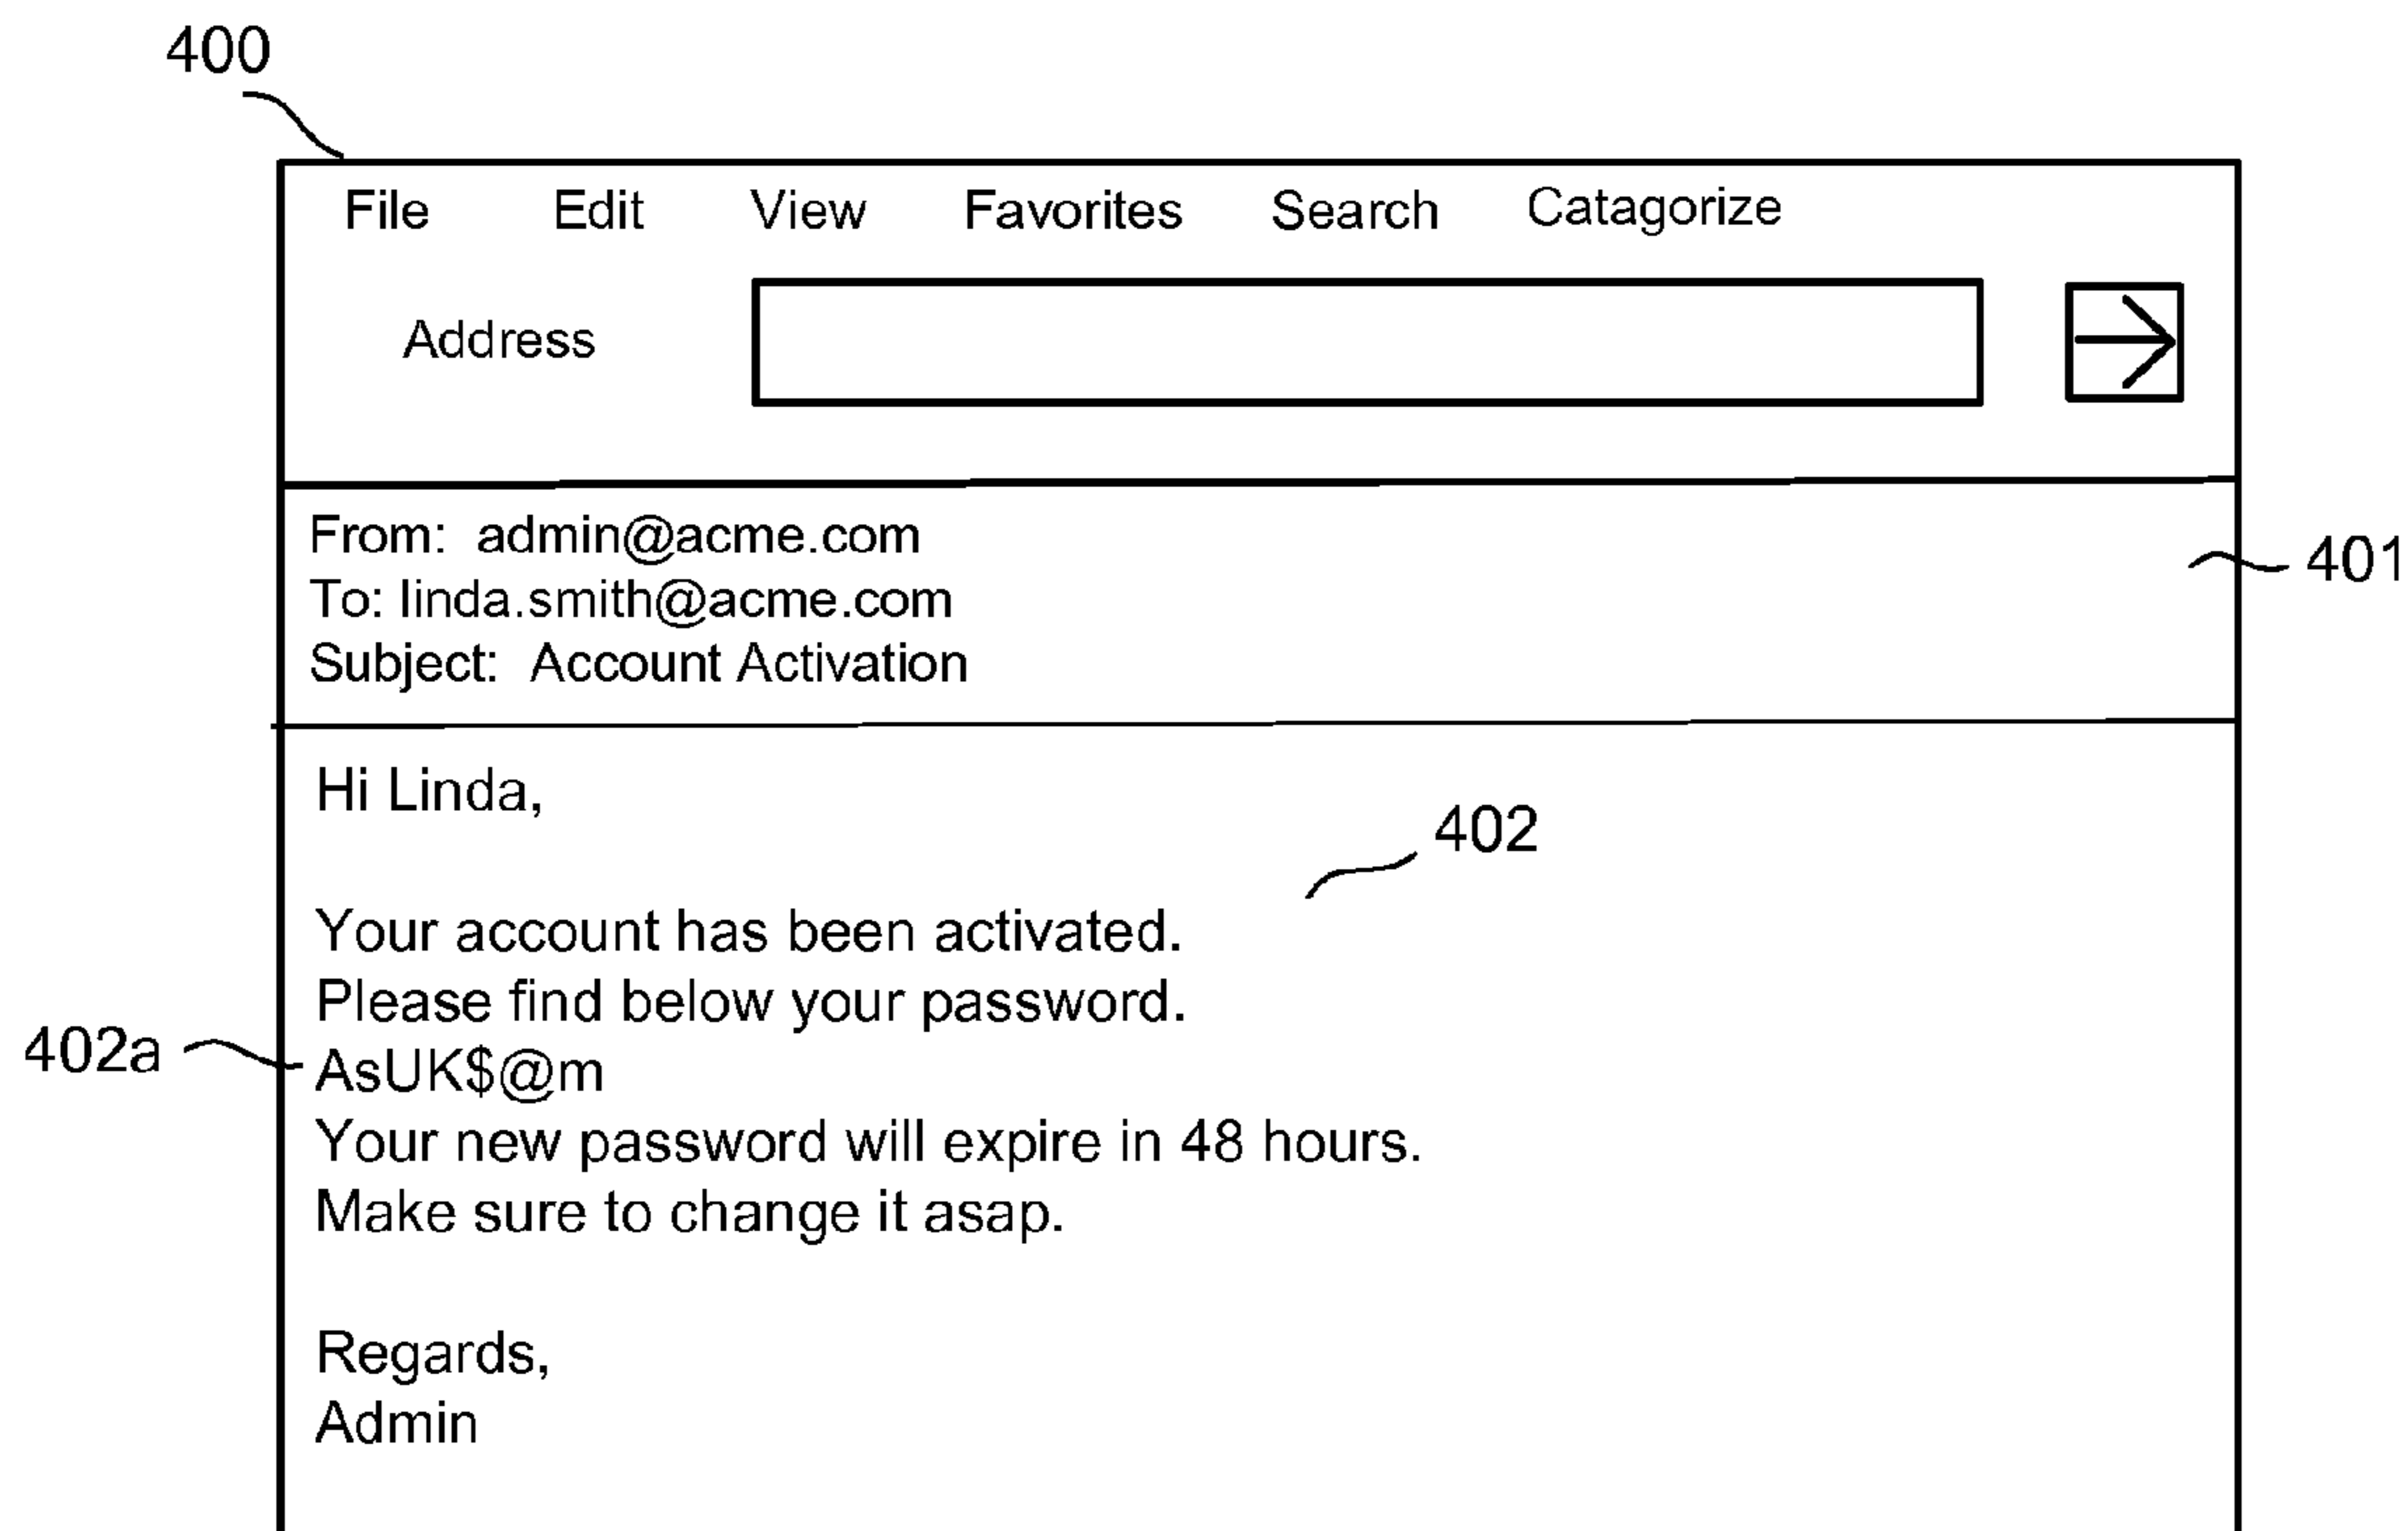 400
File Edit View Favorites Search Catagorize
Address
From: admin@acme.com
401
To: linda.smith@acme.com
Subject: Account Activation
Hi Linda,
402
Your account has been activated.
Please find below your password.
402a
AsUK$@m
Your new password will expire in 48 hours.
Make sure to change it asap.
Regards,
Admin